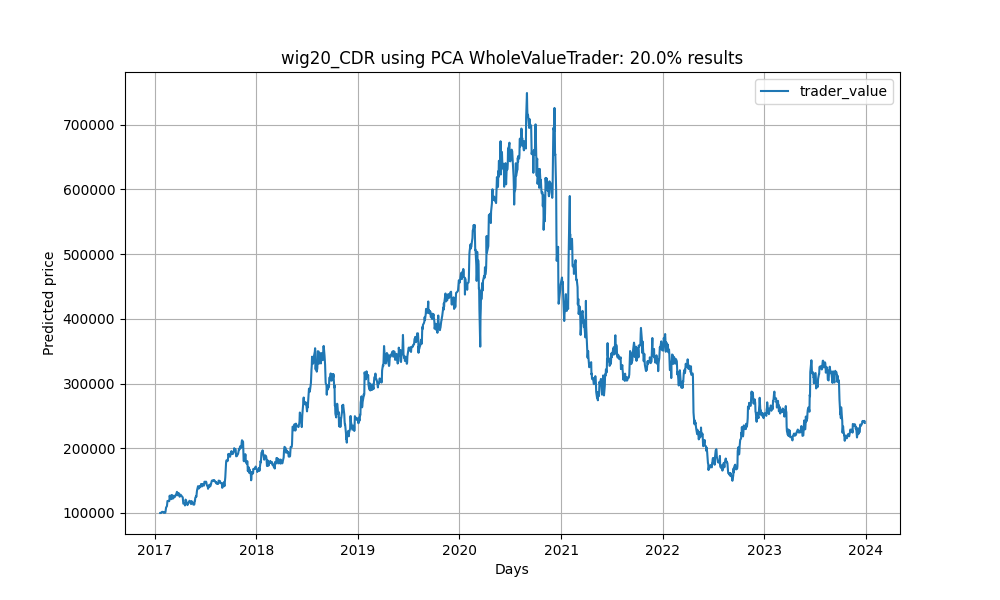 wig20_CDR using PCA WholeValueTrader: 20.0% results
trader_value
Predicted price
700000
600000
500000
400000
300000
200000
100000
2017 2018 2019 2020 2021 2022 2023 2024
Days